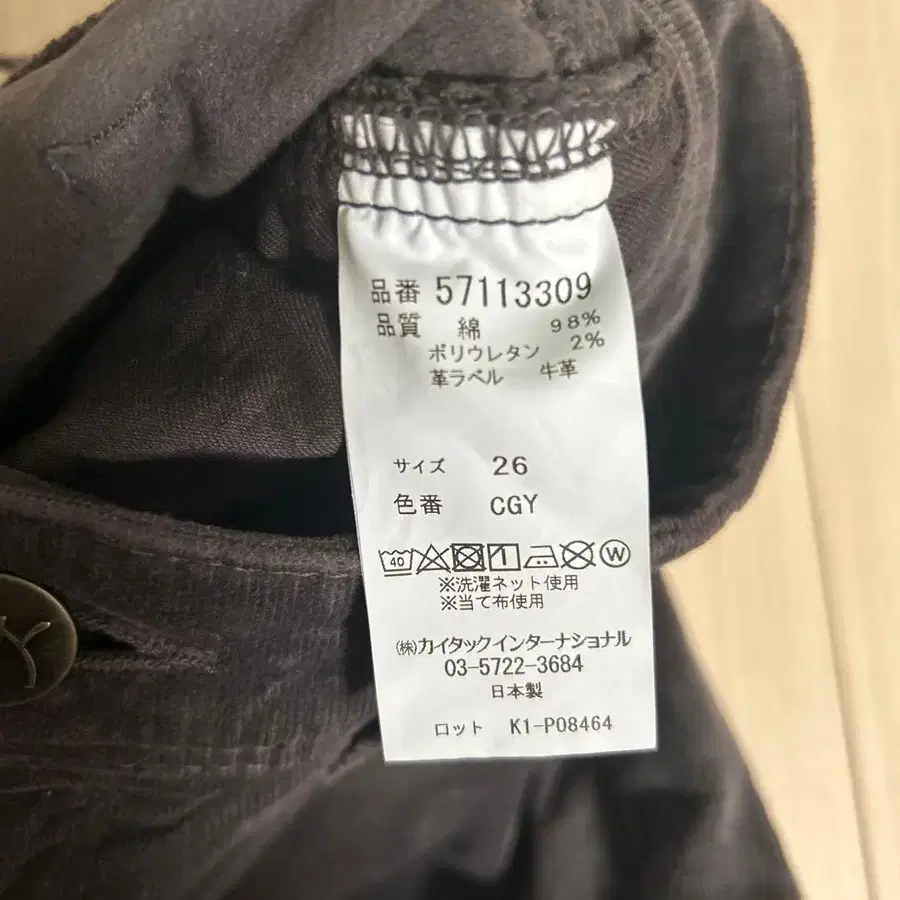 品番 57113309
品質 綿 98%
ポリウレタン 2%
革ラベル 牛革
サイズ 26
色番 CGY
40 1 W
※洗濯ネット使用
※当て布使用
㈱カイタックインターナショナル
03-5722-3684
日本製
ロット K1-P08464
K